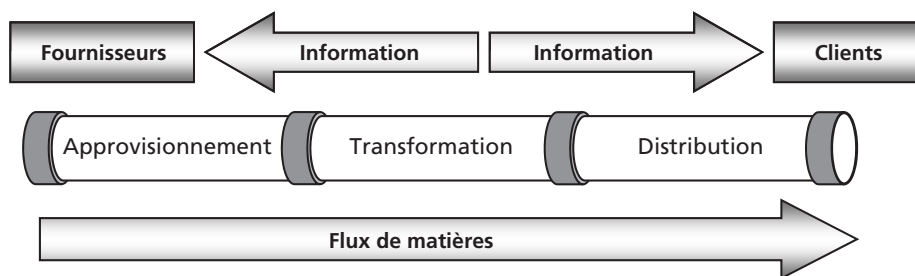 Fournisseurs Information Information Clients
Approvisionnement Transformation Distribution
Flux de matières